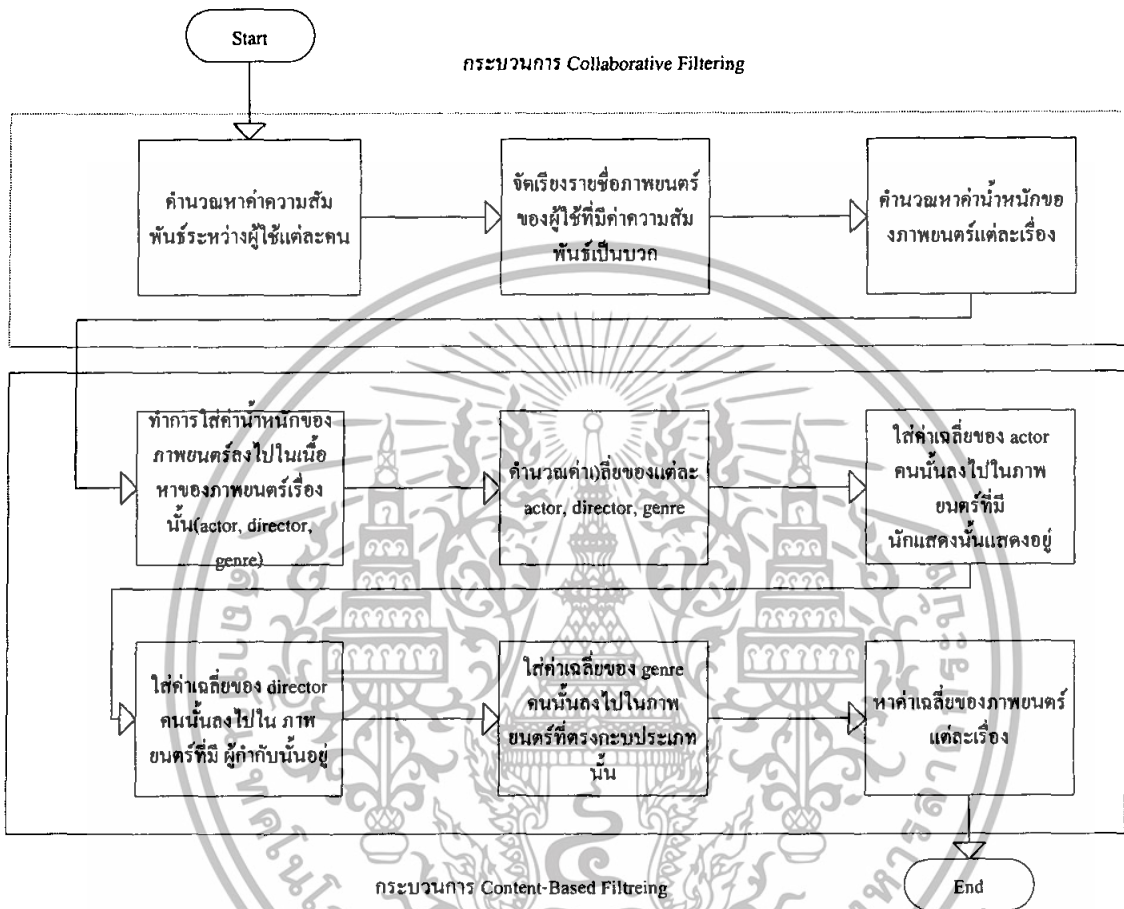 Start
กระบวนการ Collaborative Filtering
คำนวณหาค่าความสัม
พันธ์ระหว่างผู้ใช้แต่ละคน
จัดเรียงรายชื่อภาพยนตร์
ของผู้ใช้ที่มีค่าความสัม
พันธ์เป็นบวก
คำนวณหาค่าน้ำหนักขอ
งภาพยนตร์แต่ละเรื่อง
ทำการใส่ค่าน้ำหนักของ
ภาพยนตร์ลงไปในเนื้อ
หาของภาพยนตร์เรื่อง
นั้น(actor, director,
genre)
คำนวณค่าเฉลี่ยของแต่ละ
actor, director, genre
ใส่ค่าเฉลี่ยของ actor
คนนั้นลงไปในภาพ
ยนตร์ที่มี
นักแสดงนั้นแสดงอยู่
ใส่ค่าเฉลี่ยของ director
คนนั้นลงไปใน ภาพ
ยนตร์ที่มี ผู้กำกับนั้นอยู่
ใส่ค่าเฉลี่ยของ genre
คนนั้นลงไปในภาพ
ยนตร์ที่ตรงกะบประเภท
นั้น
หาค่าเฉลี่ยของภาพยนตร์
แต่ละเรื่อง
กระบวนการ Content-Based Filtreing
End